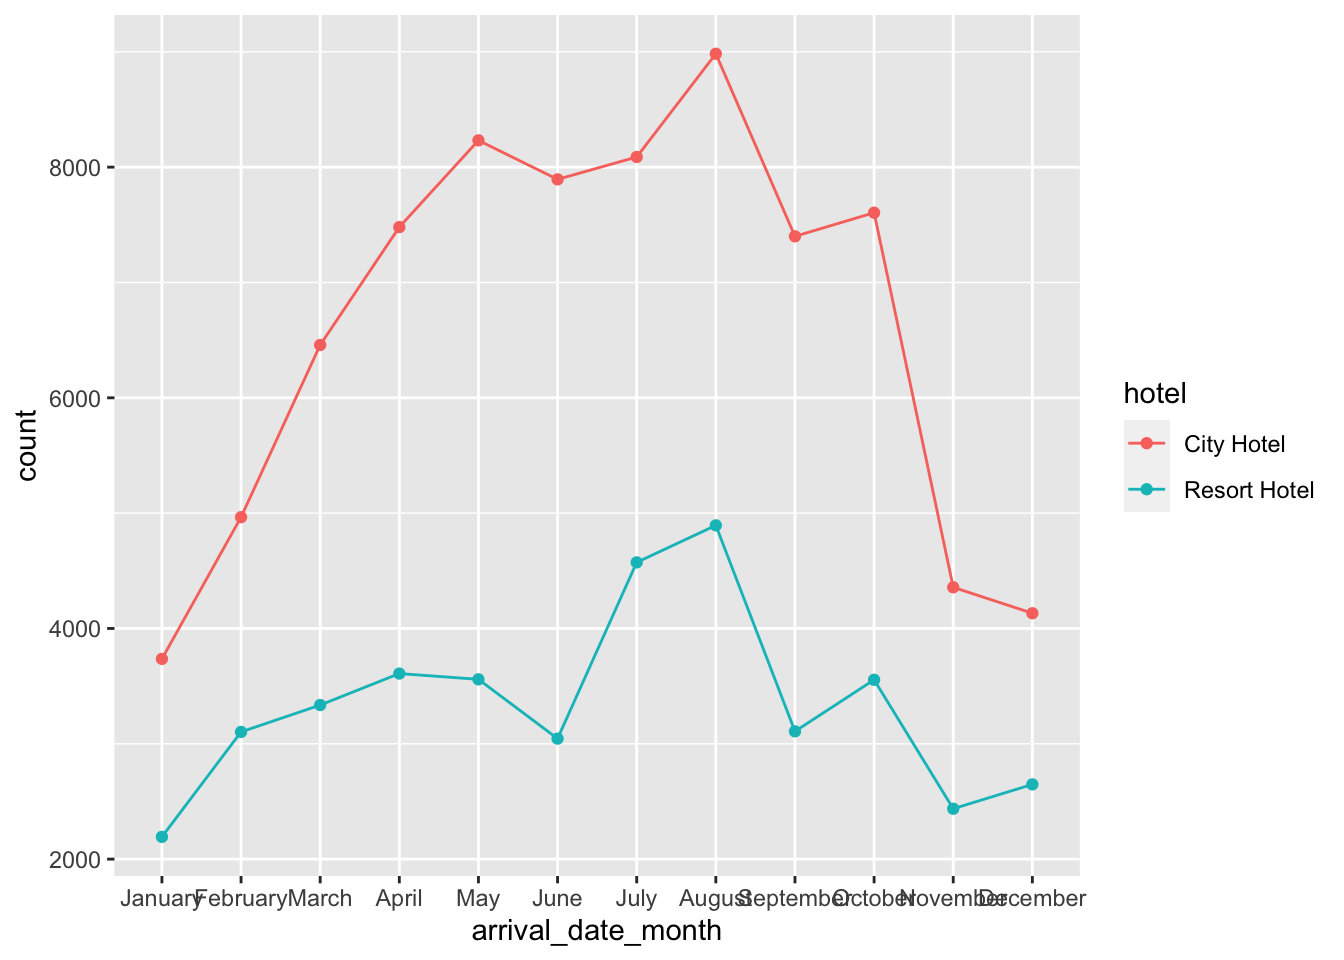 8000
6000
4000
2000
count
January February March April May June July August September October November December
arrival_date_month
hotel
City Hotel
Resort Hotel